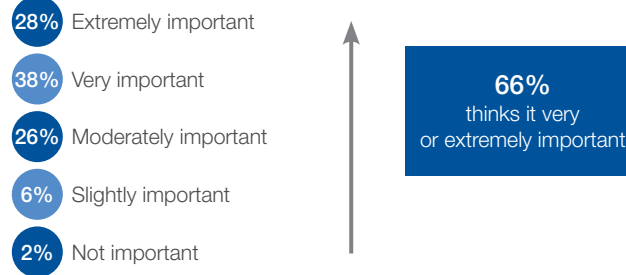 28% Extremely important
38% Very important
26% Moderately important
6% Slightly important
2% Not important
66%
thinks it very
or extremely important